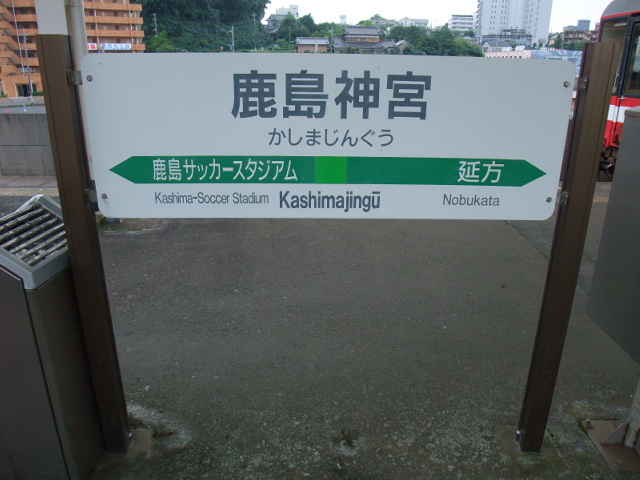 鹿島神宮
かしまじんぐう
鹿島サッカースタジアム 延方
Kashima-Soccer Stadium Kashimajingū Nobukata